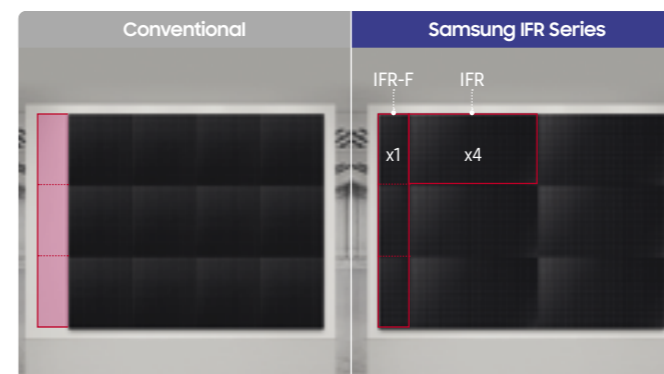 Conventional
Samsung IFR Series
IFR-F
IFR
x1
x4